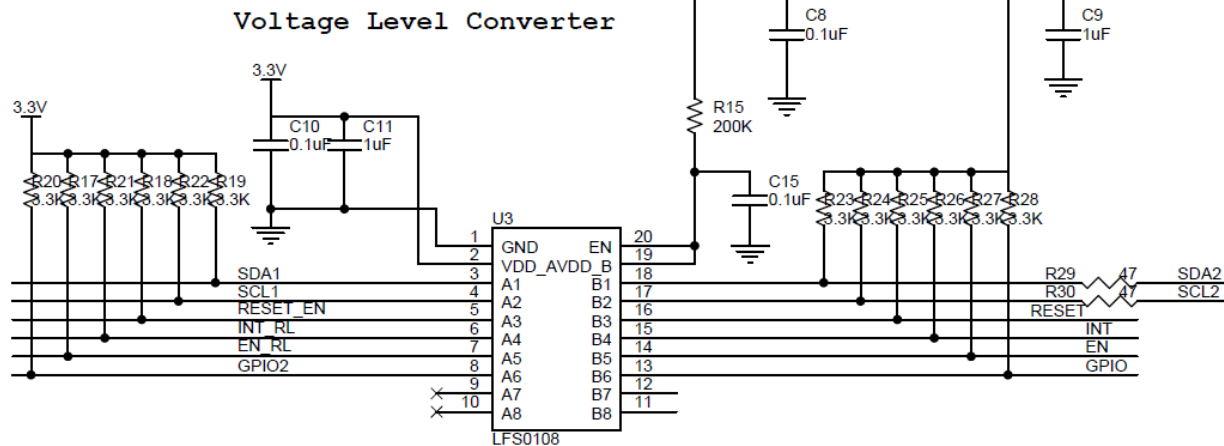 Voltage Level Converter
C8
0.1uF
C9
1uF
3.3V
3.3V
R15
200K
C10
0.1uF
C11
1uF
R20 R17 R21 R18 R22 R19
3.3K 3.3K 3.3K 3.3K 3.3K 3.3K
C15
0.1uF
R23 R24 R25 R26 R27 R28
3.3K 3.3K 3.3K 3.3K 3.3K 3.3K
U3
1 GND EN 20
2 VDD_A VDD_B 19
SDA1 3 A1 B1 18 R29 47 SDA2
SCL1 4 A2 B2 17 R30 47 SCL2
RESET_EN 5 A3 B3 16 RESET
INT_RL 6 A4 B4 15 INT
EN_RL 7 A5 B5 14 EN
GPIO2 8 A6 B6 13 GPIO
9 A7 B7 12
10 A8 B8 11
LFS0108